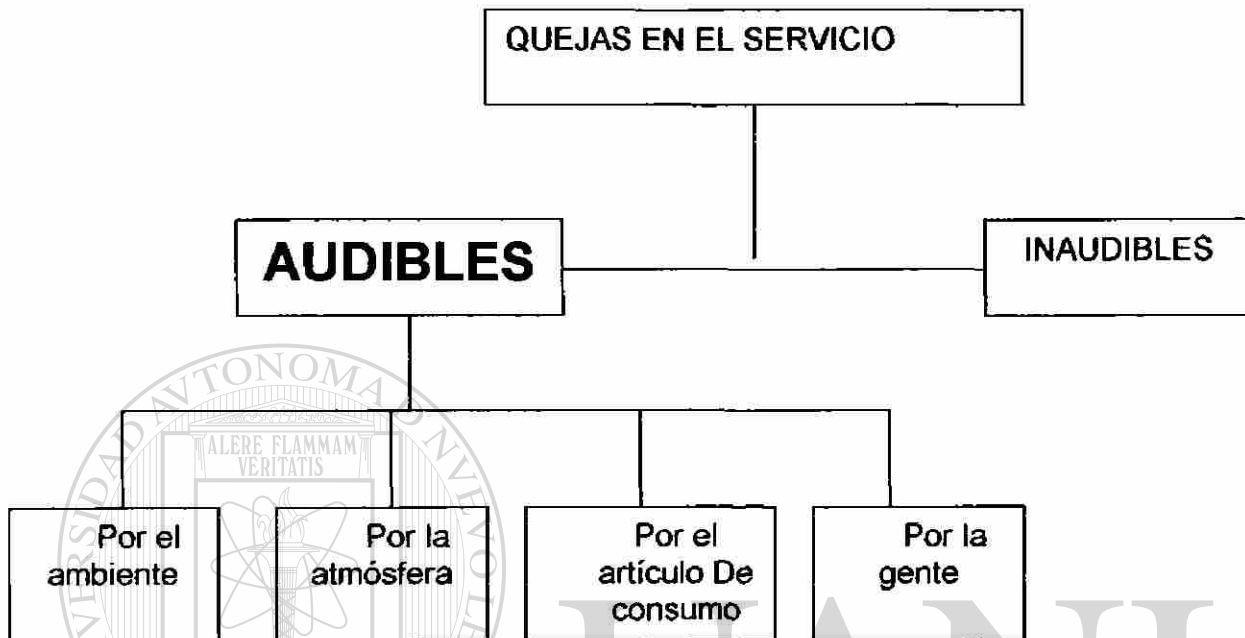 QUEJAS EN EL SERVICIO
AUDIBLES
INAUDIBLES
Por el
ambiente
Por la
atmósfera
Por el
artículo De
consumo
Por la
gente
ALERE FLAMMAM
VERITATIS